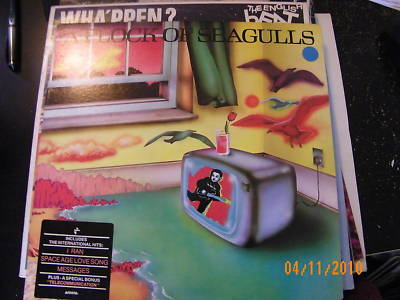 WHA'PPEN?
THE ENGLISH
BEAT
A FLOCK OF SEAGULLS
INCLUDES
THE INTERNATIONAL HITS:
I RAN
SPACE AGE LOVE SONG
MESSAGES
PLUS - A SPECIAL BONUS
"TELECOMMUNICATION"
04/11/2010